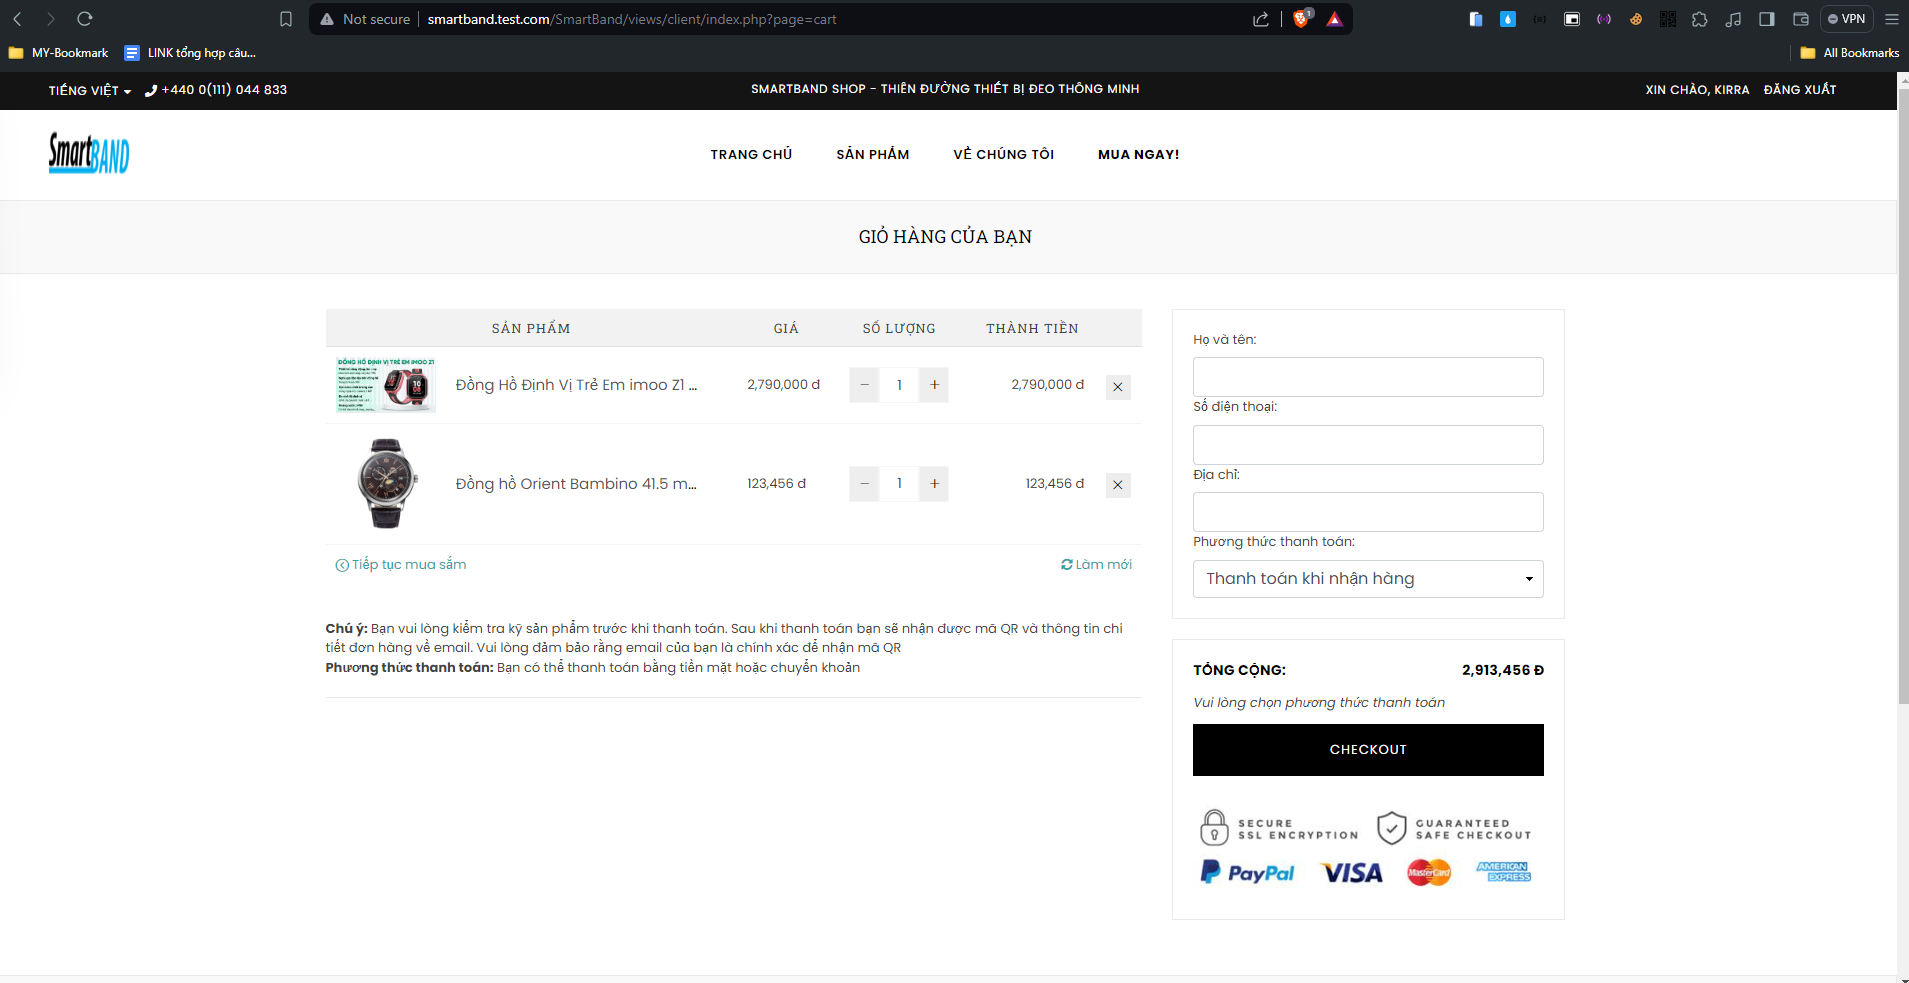 Not secure smartband.test.com/SmartBand/views/client/index.php?page=cart
1
VPN
MY-Bookmark LINK tổng hợp câu... All Bookmarks
TIẾNG VIỆT +440 0(111) 044 833 SMARTBAND SHOP - THIÊN ĐƯỜNG THIẾT BỊ ĐEO THÔNG MINH XIN CHÀO, KIRRA ĐĂNG XUẤT
SmartBAND TRANG CHỦ SẢN PHẨM VỀ CHÚNG TÔI MUA NGAY!
GIỎ HÀNG CỦA BẠN
SẢN PHẨM GIÁ SỐ LƯỢNG THÀNH TIỀN
ĐỒNG HỒ ĐỊNH VỊ TRẺ EM IMOO Z1
Đồng Hồ Định Vị Trẻ Em imoo Z1 ... 2,790,000 đ − 1 + 2,790,000 đ ×
Đồng hồ Orient Bambino 41.5 m... 123,456 đ − 1 + 123,456 đ ×
Tiếp tục mua sắm Làm mới
Chú ý: Bạn vui lòng kiểm tra kỹ sản phẩm trước khi thanh toán. Sau khi thanh toán bạn sẽ nhận được mã QR và thông tin chi
tiết đơn hàng về email. Vui lòng đảm bảo rằng email của bạn là chính xác để nhận mã QR
Phương thức thanh toán: Bạn có thể thanh toán bằng tiền mặt hoặc chuyển khoản
Họ và tên:
Số điện thoại:
Địa chỉ:
Phương thức thanh toán:
Thanh toán khi nhận hàng
TỔNG CỘNG: 2,913,456 Đ
Vui lòng chọn phương thức thanh toán
CHECKOUT
SECURE
SSL ENCRYPTION
GUARANTEED
SAFE CHECKOUT
PayPal VISA MasterCard AMERICAN
EXPRESS